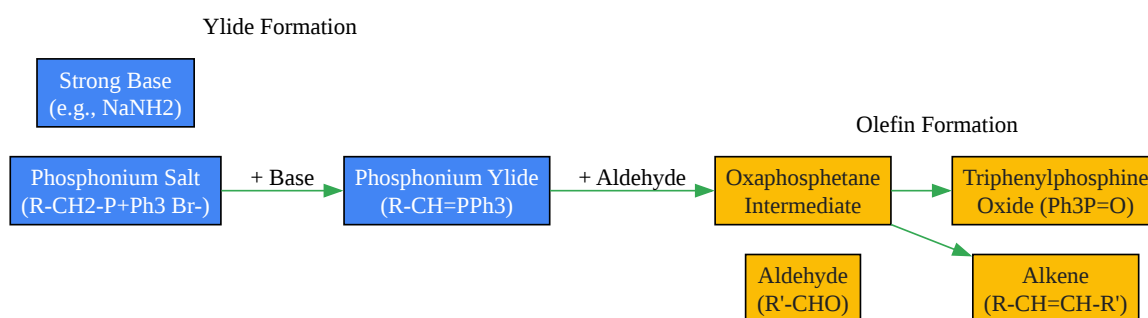 Ylide Formation
Strong Base
(e.g., NaNH2)
Olefin Formation
Phosphonium Salt
(R-CH2-P+Ph3 Br-)
+ Base
Phosphonium Ylide
(R-CH=PPh3)
+ Aldehyde
Oxaphosphetane
Intermediate
Triphenylphosphine
Oxide (Ph3P=O)
Aldehyde
(R'-CHO)
Alkene
(R-CH=CH-R')